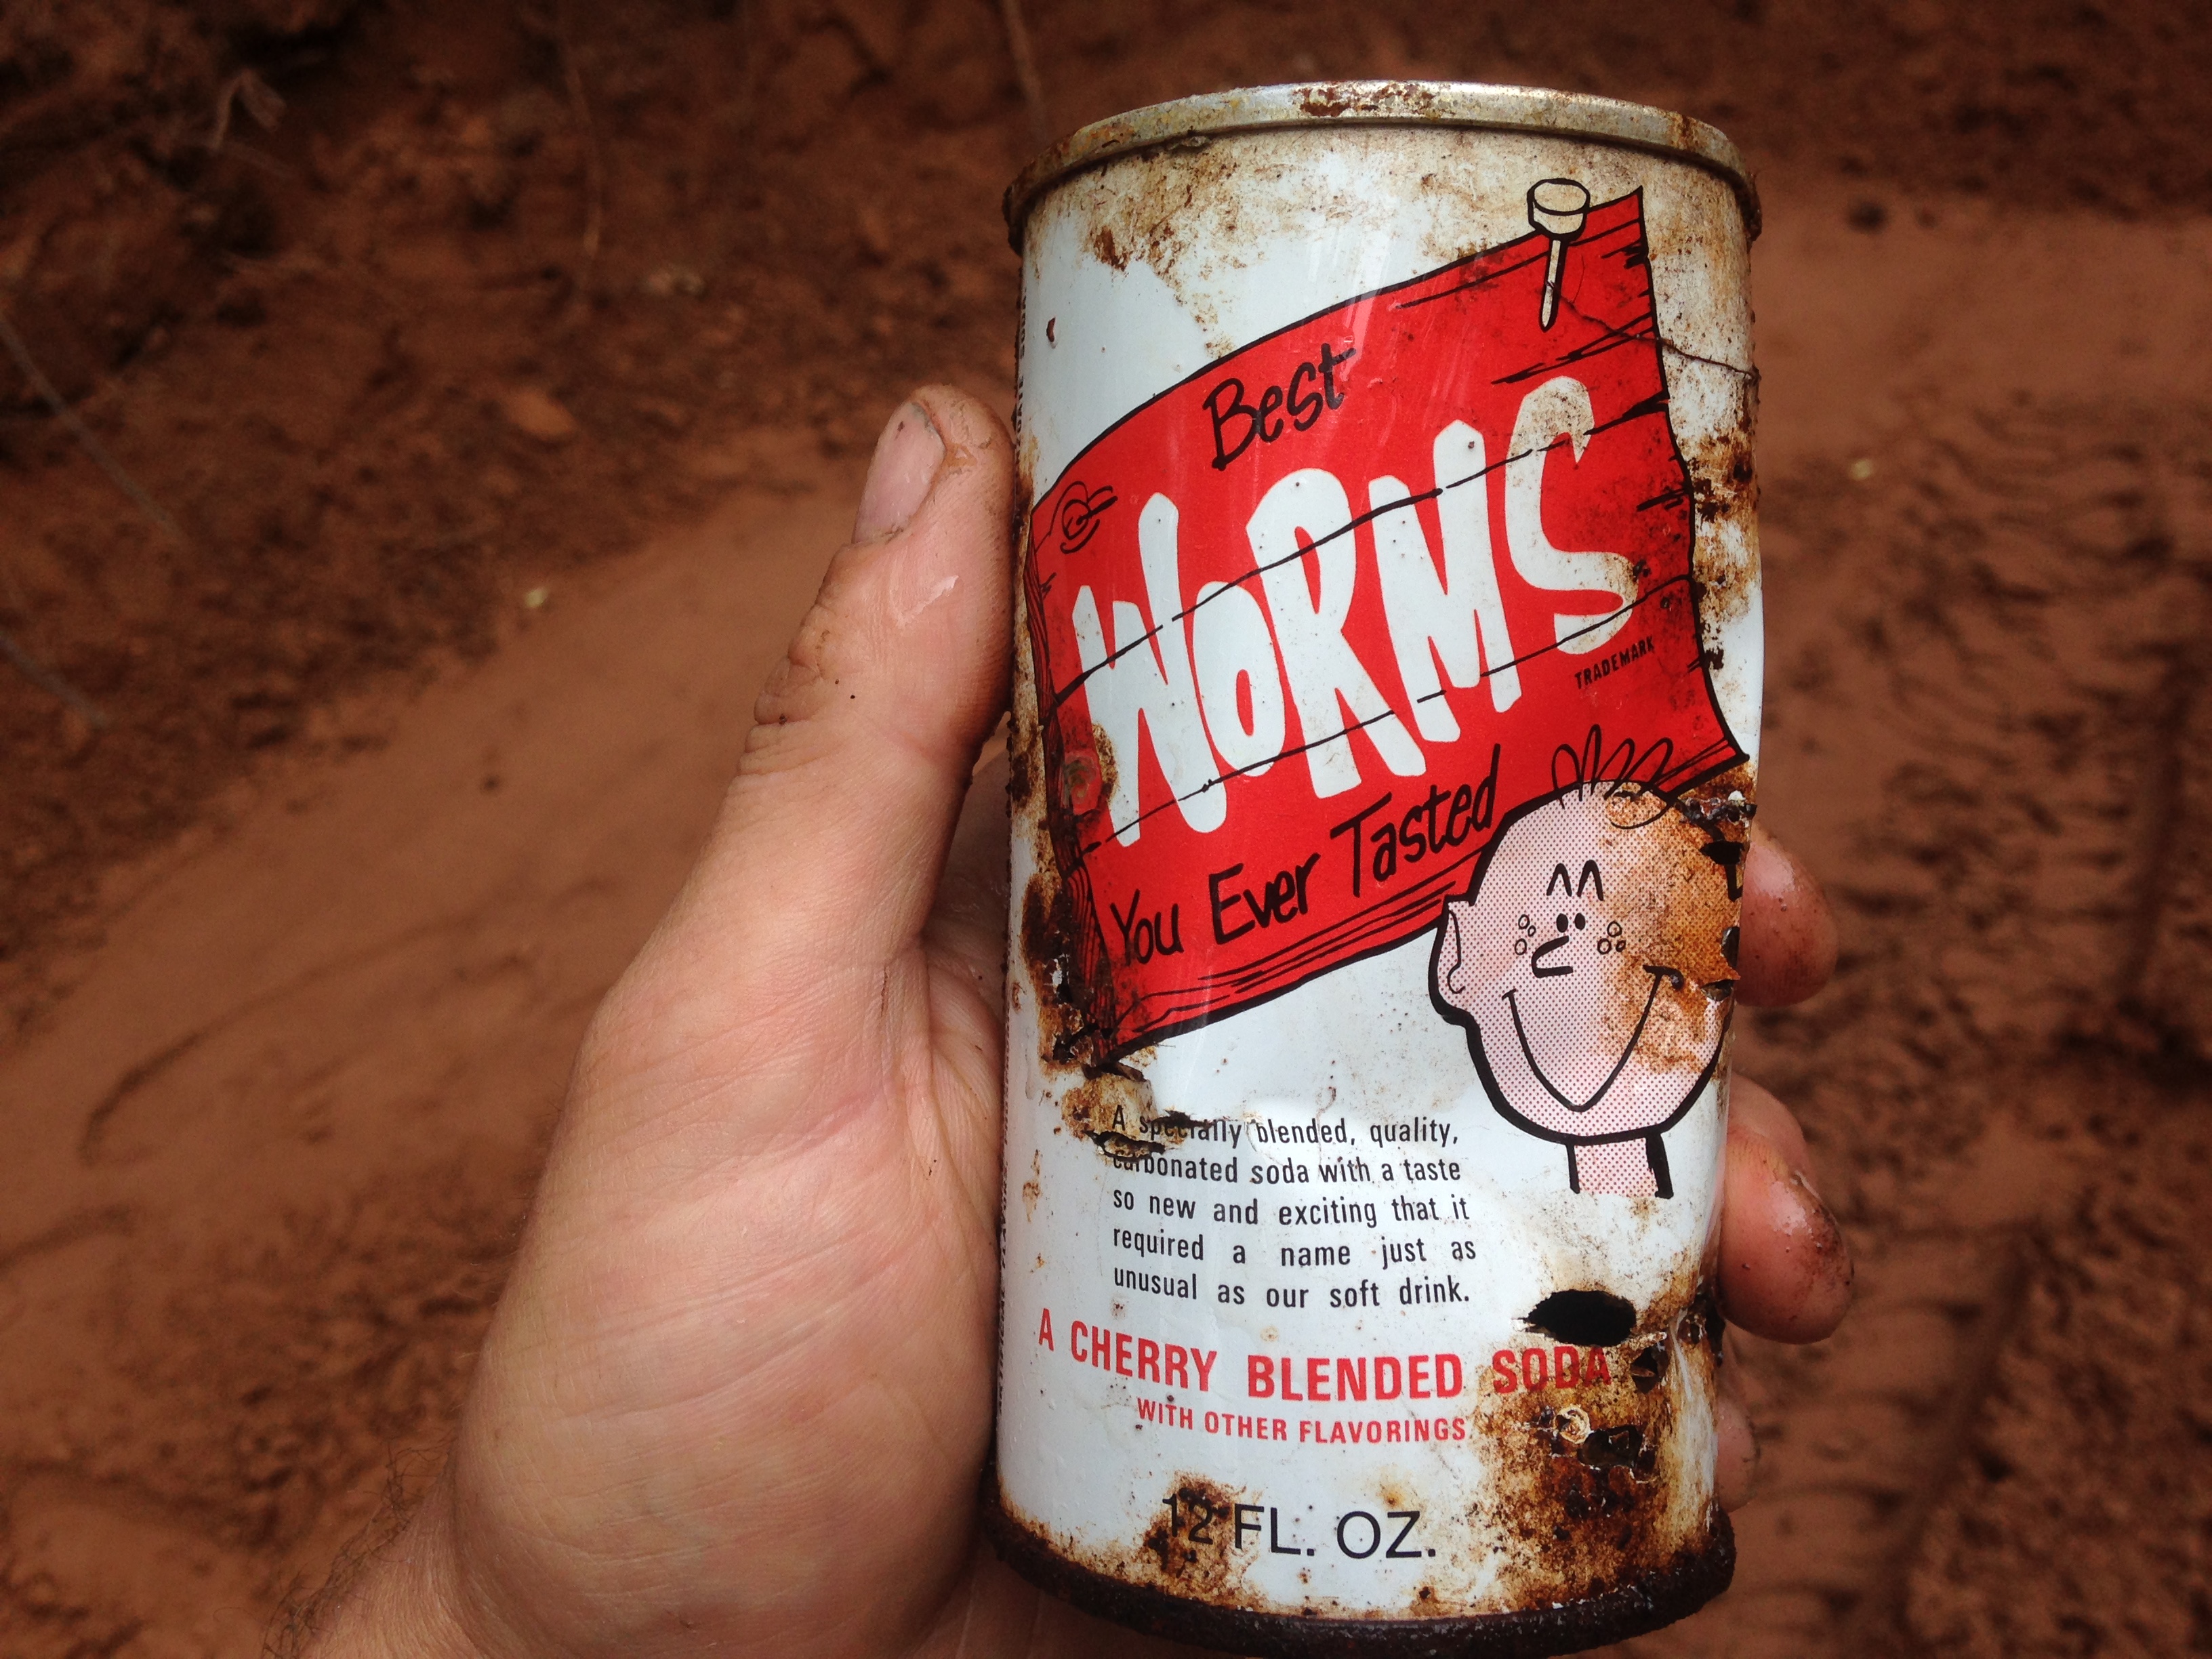 Best
WORMS
TRADEMARK
You Ever Tasted
A specially blended, quality,
carbonated soda with a taste
so new and exciting that it
required a name just as
unusual as our soft drink.
A CHERRY BLENDED SODA
WITH OTHER FLAVORINGS
12 FL. OZ.